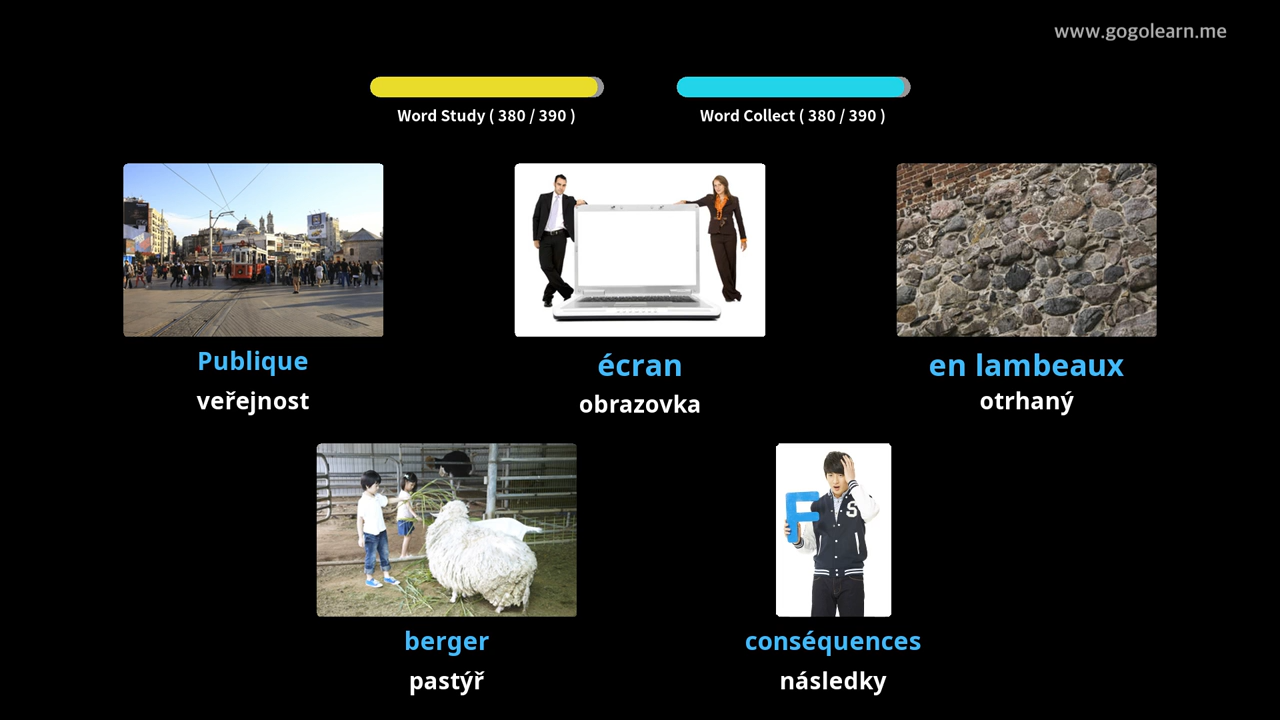 www.gogolearn.me
Word Study ( 380 / 390 )
Word Collect ( 380 / 390 )
Publique
écran
en lambeaux
veřejnost
obrazovka
otrhaný
F
S
berger
conséquences
pastýř
následky